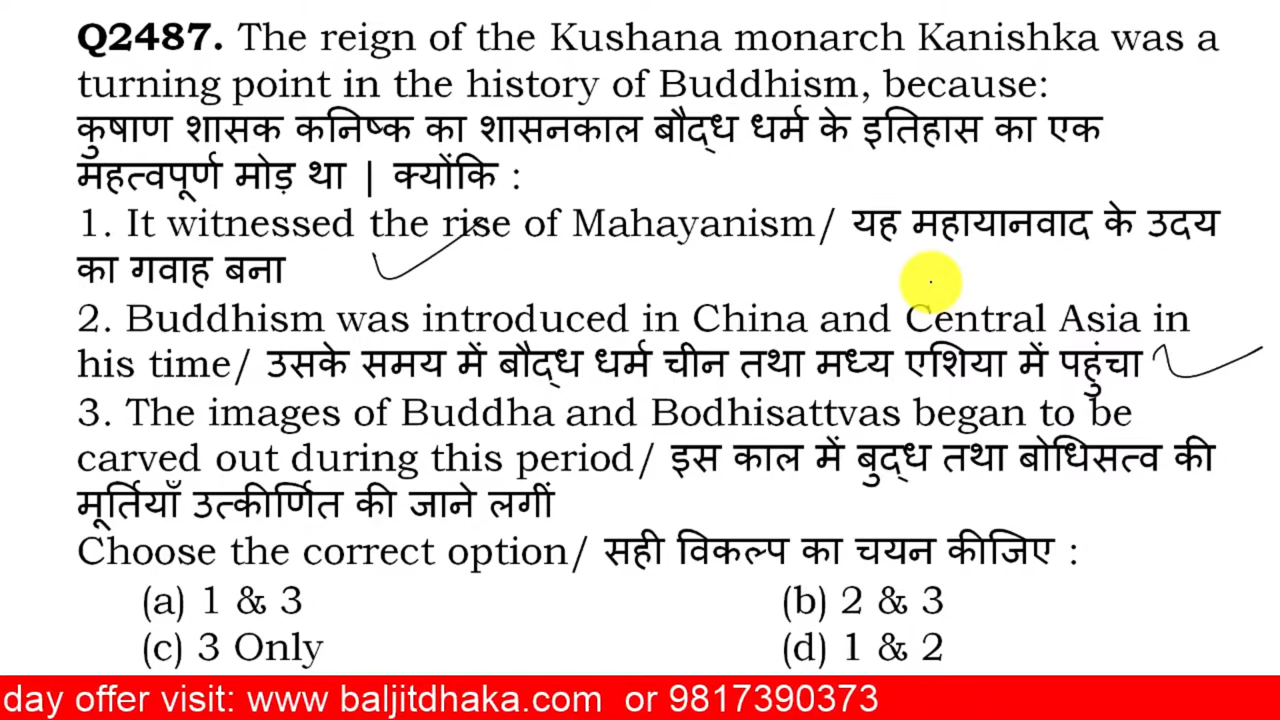 Q2487. The reign of the Kushana monarch Kanishka was a
turning point in the history of Buddhism, because:
कुषाण शासक कनिष्क का शासनकाल बौद्ध धर्म के इतिहास का एक
महत्वपूर्ण मोड़ था | क्योंकि :
1. It witnessed the rise of Mahayanism/ यह महायानवाद के उदय
का गवाह बना
2. Buddhism was introduced in China and Central Asia in
his time/ उसके समय में बौद्ध धर्म चीन तथा मध्य एशिया में पहुंचा
3. The images of Buddha and Bodhisattvas began to be
carved out during this period/ इस काल में बुद्ध तथा बोधिसत्व की
मूर्तियाँ उत्कीर्णित की जाने लगीं
Choose the correct option/ सही विकल्प का चयन कीजिए :
(a) 1 & 3 (b) 2 & 3
(c) 3 Only (d) 1 & 2
day offer visit: www baljitdhaka.com or 9817390373